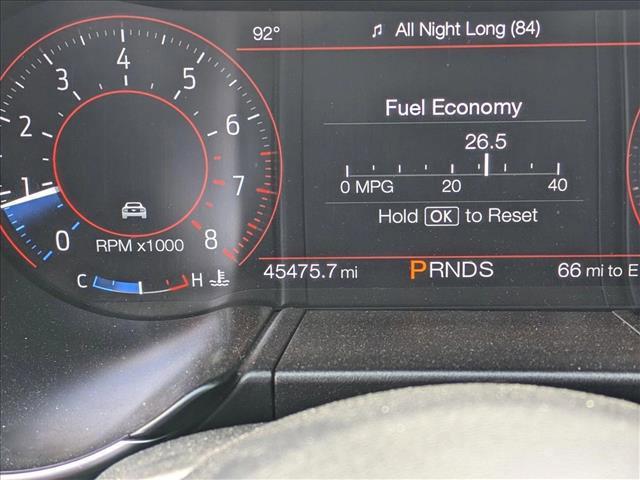 92° ♫ All Night Long (84)
0 1 2 3 4 5 6 7 8
RPM x1000
C H
Fuel Economy
26.5
0 MPG 20 40
Hold OK to Reset
45475.7 mi PRNDS 66 mi to E